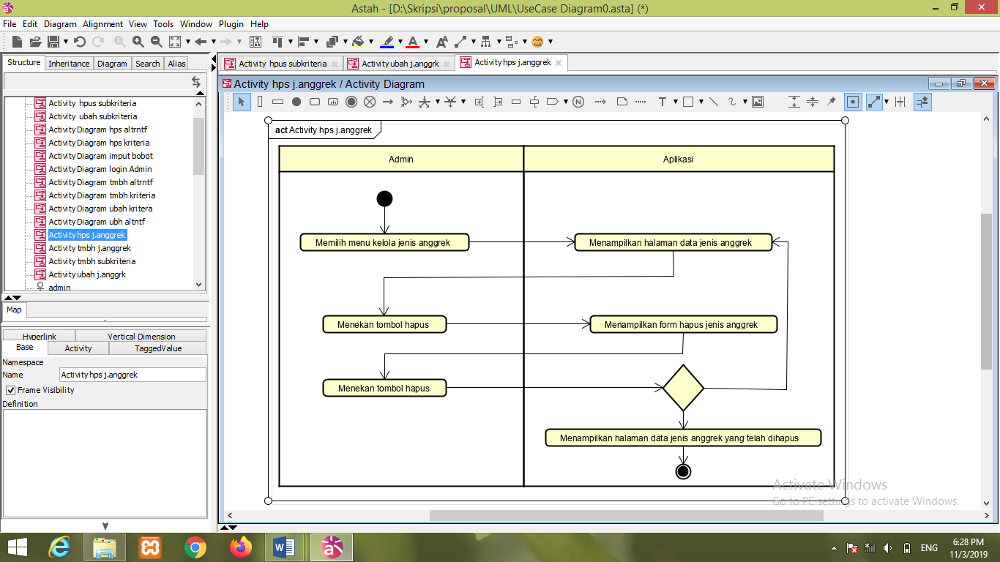 Astah - [D:\Skripsi\proposal\UML\UseCase Diagram0.asta] (*)
File Edit Diagram Alignment View Tools Window Plugin Help
Structure Inheritance Diagram Search Alias
Activity hpus subkriteria
Activity ubah subkriteria
Activity Diagram hps altrntf
Activity Diagram hps kriteria
Activity Diagram imput bobot
Activity Diagram login Admin
Activity Diagram tmbh altrntf
Activity Diagram tmbh kriteria
Activity Diagram ubah kritera
Activity Diagram ubh altntf
Activity hps j.anggrek
Activity tmbh j.anggrek
Activity tmbh subkriteria
Activity ubah j.anggrk
admin
Map
Hyperlink Vertical Dimension
Base Activity TaggedValue
Namespace
Name Activity hps j.anggrek
Frame Visibility
Definition
Activity hpus subkriteria Activity ubah j.anggrk Activity hps j.anggrek
Activity hps j.anggrek / Activity Diagram
N T
act Activity hps j.anggrek
Admin Aplikasi
Memilih menu kelola jenis anggrek Menampilkan halaman data jenis anggrek
Menekan tombol hapus Menampilkan form hapus jenis anggrek
Menekan tombol hapus
Menampilkan halaman data jenis anggrek yang telah dihapus
Activate Windows
Go to PC settings to activate Windows.
ENG 6:28 PM
11/3/2019